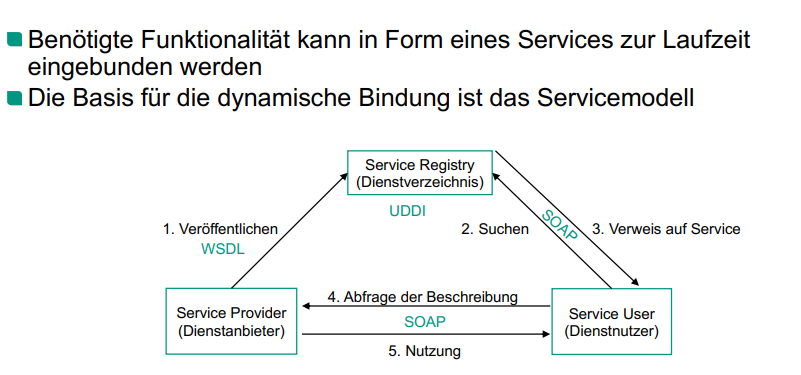 Benötigte Funktionalität kann in Form eines Services zur Laufzeit
eingebunden werden
Die Basis für die dynamische Bindung ist das Servicemodell
Service Registry
(Dienstverzeichnis)
UDDI
1. Veröffentlichen
WSDL
2. Suchen
SOAP
3. Verweis auf Service
4. Abfrage der Beschreibung
Service Provider
(Dienstanbieter)
SOAP
Service User
(Dienstnutzer)
5. Nutzung